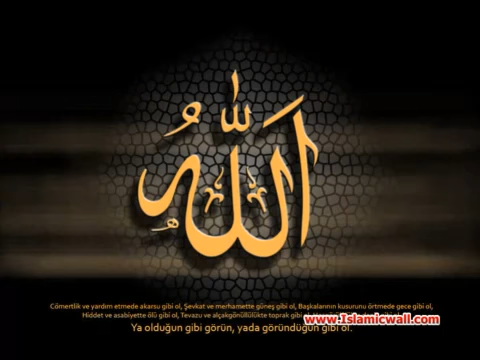 الله
Cömertlik ve yardım etmede akarsu gibi ol, Şevkat ve merhamette güneş gibi ol, Başkalarının kusurunu örtmede gece gibi ol,
Hiddet ve asabiyette ölü gibi ol, Tevazu ve alçakgönüllülükte toprak gibi ol,
www.Islamicwall.com
Ya olduğun gibi görün, yada göründüğün gibi ol.